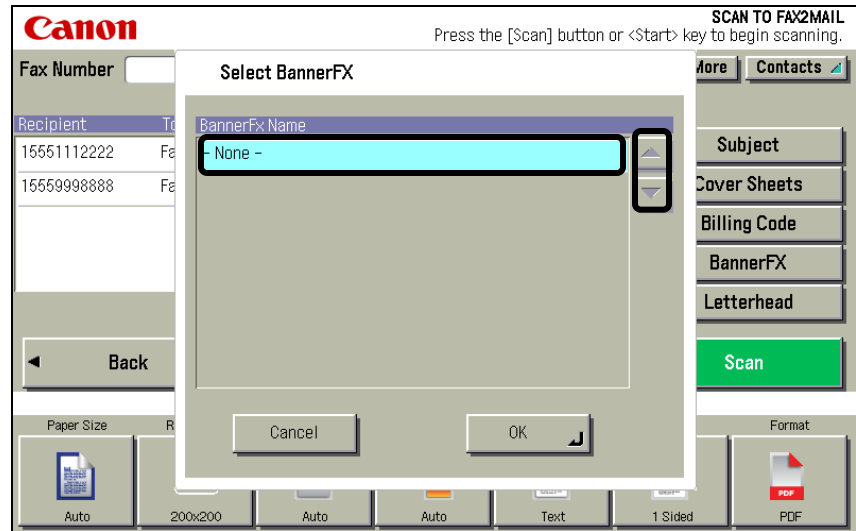 Canon
SCAN TO FAX2MAIL
Press the [Scan] button or <Start> key to begin scanning.
Fax Number
Select BannerFX
More
Contacts
Recipient
BannerFx Name
15551112222
- None -
Subject
15559998888
Cover Sheets
Billing Code
BannerFX
Letterhead
Back
Scan
Cancel
OK
Paper Size
Format
PDF
Auto
200x200
Auto
Auto
Text
1 Sided
PDF